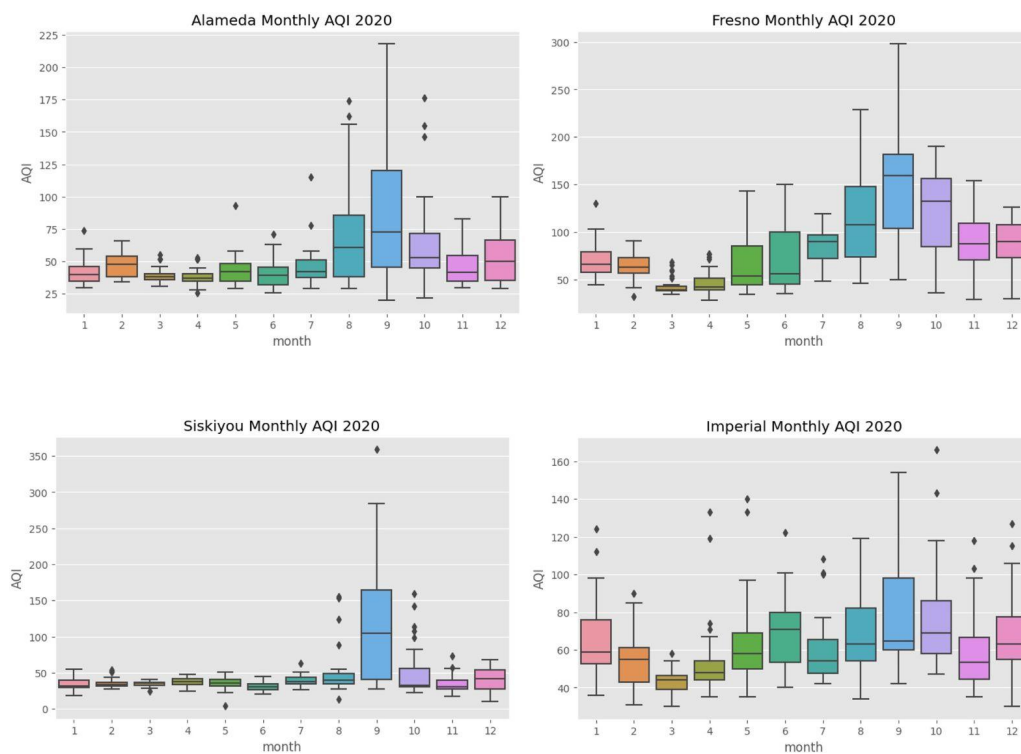 Alameda Monthly AQI 2020
225
200
175
150
125
100
75
50
25
AQI
1 2 3 4 5 6 7 8 9 10 11 12
month
Fresno Monthly AQI 2020
300
250
200
150
100
50
AQI
1 2 3 4 5 6 7 8 9 10 11 12
month
Siskiyou Monthly AQI 2020
350
300
250
200
150
100
50
0
AQI
1 2 3 4 5 6 7 8 9 10 11 12
month
Imperial Monthly AQI 2020
160
140
120
100
80
60
40
AQI
1 2 3 4 5 6 7 8 9 10 11 12
month